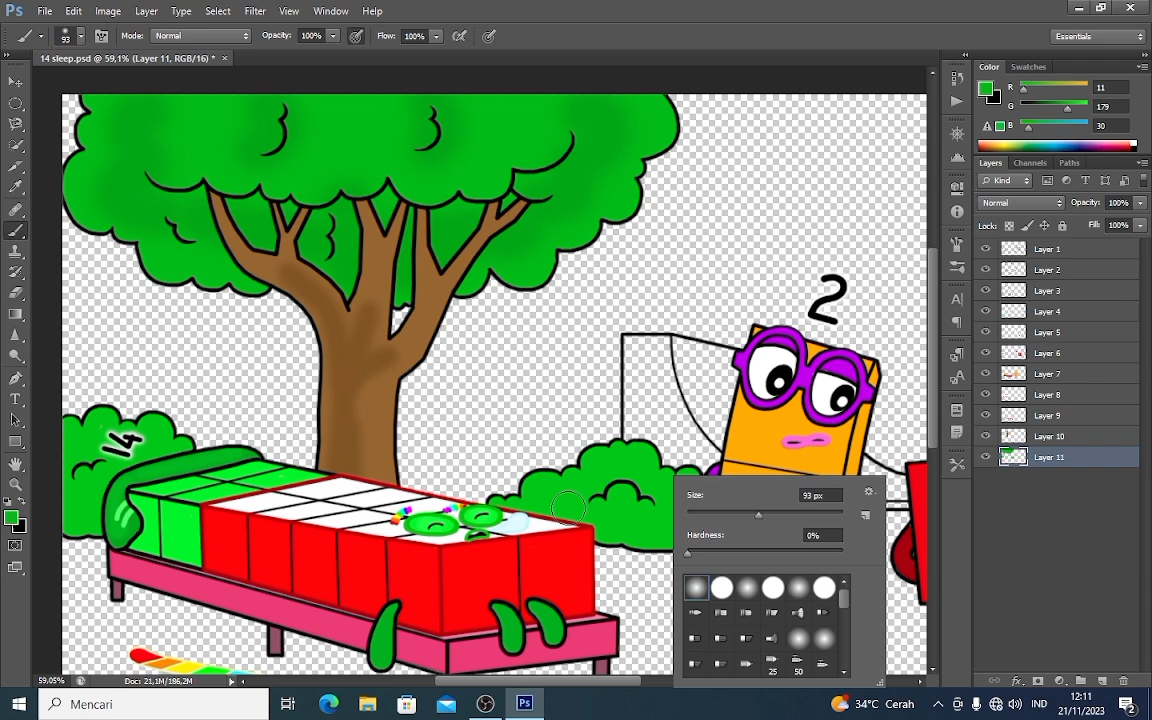 Ps File Edit Image Layer Type Select Filter View Window Help
93 Mode: Normal Opacity: 100% Flow: 100% Essentials
14 sleep.psd @ 59,1% (Layer 11, RGB/16) * ×
Color Swatches
R 11
G 179
B 30
Layers Channels Paths
Kind
Normal Opacity: 100%
Lock: Fill: 100%
Layer 1
Layer 2
Layer 3
Layer 4
Layer 5
Layer 6
Layer 7
Layer 8
Layer 9
Layer 10
Layer 11
2
14
Size: 93 px
Hardness: 0%
25 50
59,05% Doc: 21,1M/186,2M
Mencari
Ps
34°C Cerah
IND
12:11
21/11/2023
2